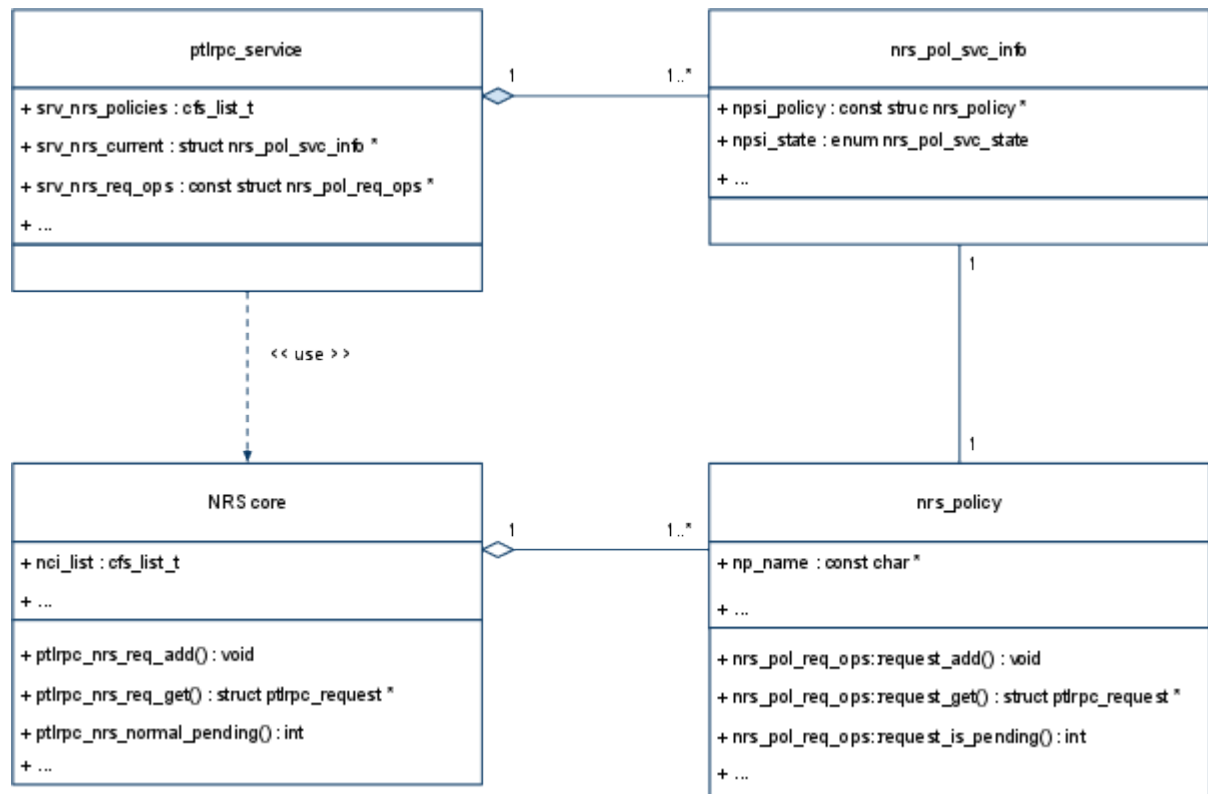 ptlrpc_service
+ srv_nrs_policies : cfs_list_t
+ srv_nrs_current : struct nrs_pol_svc_info *
+ srv_nrs_req_ops : const struct nrs_pol_req_ops *
+ ...
1
1..*
nrs_pol_svc_info
+ npsi_policy : const struc nrs_policy *
+ npsi_state : enum nrs_pol_svc_state
+ ...
<< use >>
1
1
NRS core
+ nci_list : cfs_list_t
+ ...
+ ptlrpc_nrs_req_add() : void
+ ptlrpc_nrs_req_get() : struct ptlrpc_request *
+ ptlrpc_nrs_normal_pending() : int
+ ...
1
1..*
nrs_policy
+ np_name : const char *
+ ...
+ nrs_pol_req_ops::request_add() : void
+ nrs_pol_req_ops::request_get() : struct ptlrpc_request *
+ nrs_pol_req_ops::request_is_pending() : int
+ ...